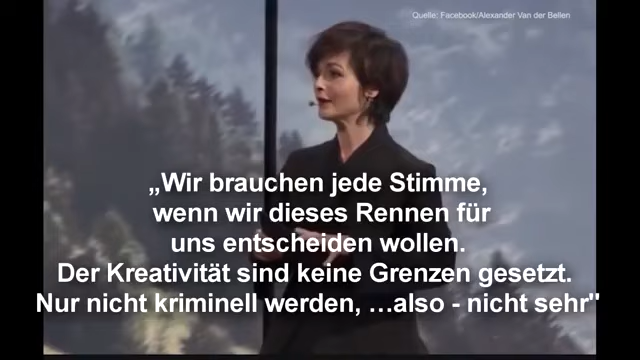 Quelle: Facebook/Alexander Van der Bellen
„Wir brauchen jede Stimme,
wenn wir dieses Rennen für
uns entscheiden wollen.
Der Kreativität sind keine Grenzen gesetzt.
Nur nicht kriminell werden, …also - nicht sehr"